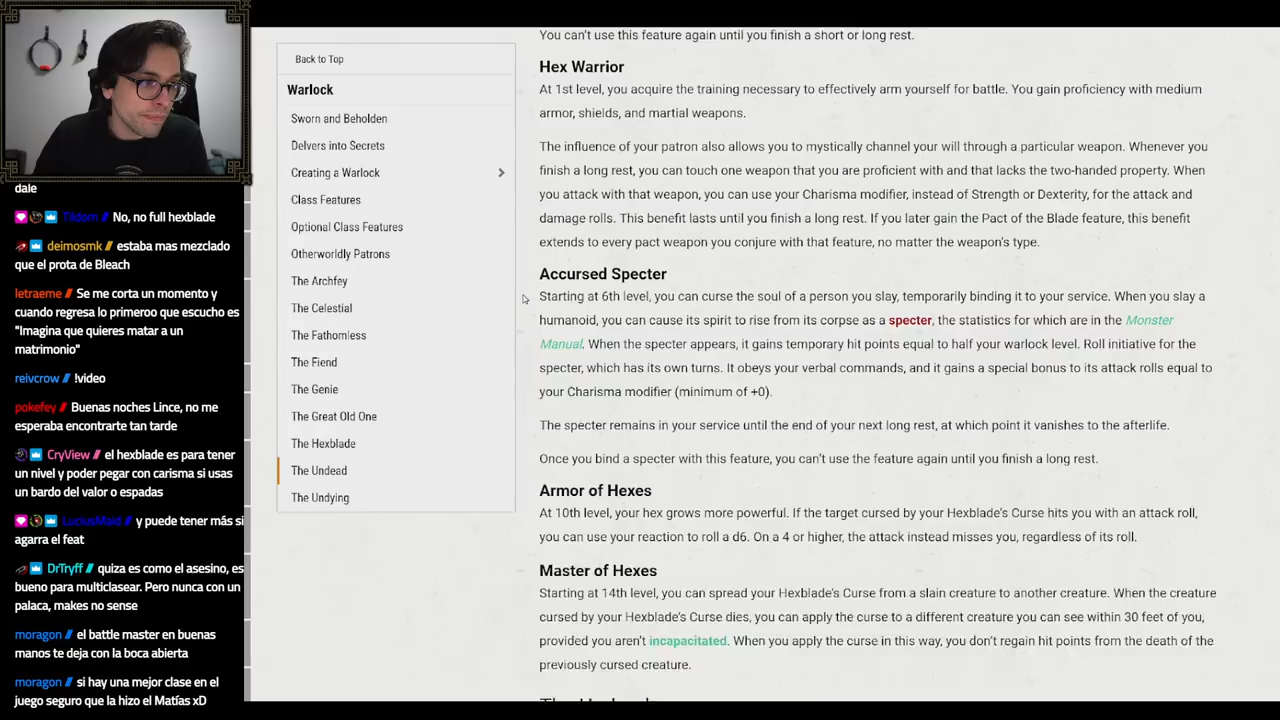 dale
Tildom // No, no full hexblade
deimosmk // estaba mas mezclado
que el prota de Bleach
letraeme // Se me corta un momento y
cuando regresa lo primeroo que escucho es
"Imagina que quieres matar a un
matrimonio"
reivcrow // !video
pokefey // Buenas noches Lince, no me
esperaba encontrarte tan tarde
CryView // el hexblade es para tener
un nivel y poder pegar con carisma si usas
un bardo del valor o espadas
LuciusMaid // y puede tener más si
agarra el feat
DrTryff // quiza es como el asesino, es
bueno para multiclasear. Pero nunca con un
palaca, makes no sense
moragon // el battle master en buenas
manos te deja con la boca abierta
moragon // si hay una mejor clase en el
juego seguro que la hizo el Matías xD
Back to Top
Warlock
Sworn and Beholden
Delvers into Secrets
Creating a Warlock
Class Features
Optional Class Features
Otherworldly Patrons
The Archfey
The Celestial
The Fathomless
The Fiend
The Genie
The Great Old One
The Hexblade
The Undead
The Undying
You can't use this feature again until you finish a short or long rest.
Hex Warrior
At 1st level, you acquire the training necessary to effectively arm yourself for battle. You gain proficiency with medium
armor, shields, and martial weapons.
The influence of your patron also allows you to mystically channel your will through a particular weapon. Whenever you
finish a long rest, you can touch one weapon that you are proficient with and that lacks the two-handed property. When
you attack with that weapon, you can use your Charisma modifier, instead of Strength or Dexterity, for the attack and
damage rolls. This benefit lasts until you finish a long rest. If you later gain the Pact of the Blade feature, this benefit
extends to every pact weapon you conjure with that feature, no matter the weapon's type.
Accursed Specter
Starting at 6th level, you can curse the soul of a person you slay, temporarily binding it to your service. When you slay a
humanoid, you can cause its spirit to rise from its corpse as a specter, the statistics for which are in the Monster
Manual. When the specter appears, it gains temporary hit points equal to half your warlock level. Roll initiative for the
specter, which has its own turns. It obeys your verbal commands, and it gains a special bonus to its attack rolls equal to
your Charisma modifier (minimum of +0).
The specter remains in your service until the end of your next long rest, at which point it vanishes to the afterlife.
Once you bind a specter with this feature, you can't use the feature again until you finish a long rest.
Armor of Hexes
At 10th level, your hex grows more powerful. If the target cursed by your Hexblade's Curse hits you with an attack roll,
you can use your reaction to roll a d6. On a 4 or higher, the attack instead misses you, regardless of its roll.
Master of Hexes
Starting at 14th level, you can spread your Hexblade's Curse from a slain creature to another creature. When the creature
cursed by your Hexblade's Curse dies, you can apply the curse to a different creature you can see within 30 feet of you,
provided you aren't incapacitated. When you apply the curse in this way, you don't regain hit points from the death of the
previously cursed creature.